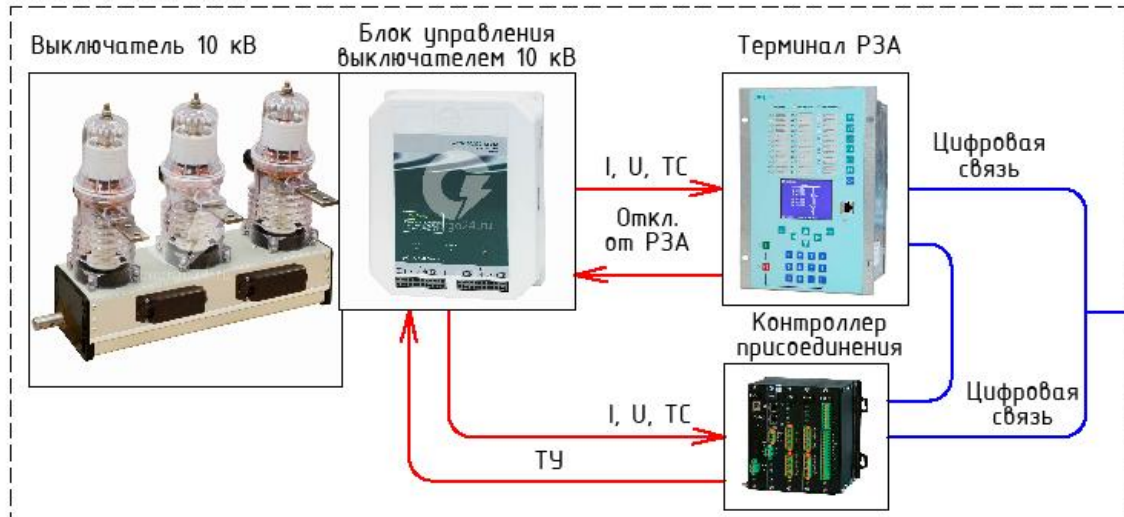 Выключатель 10 кВ
Блок управления
выключателем 10 кВ
Терминал РЗА
I, U, ТС
Откл.
от РЗА
Цифровая
связь
Контроллер
присоединения
I, U, ТС
ТУ
Цифровая
связь